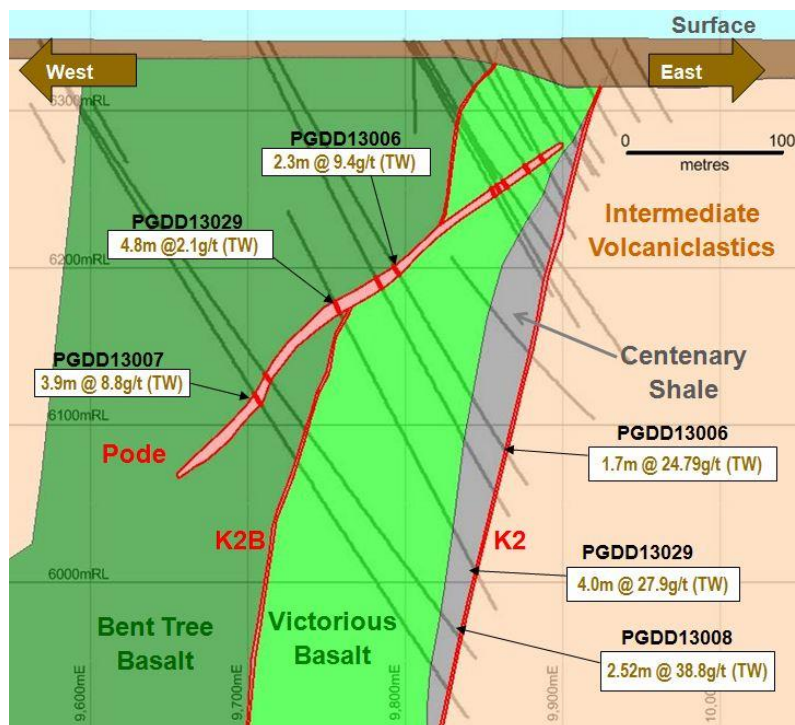 Surface
West
East
6300mRL
PGDD13006
2.3m @ 9.4g/t (TW)
0 100
metres
PGDD13029
4.8m @2.1g/t (TW)
Intermediate
Volcaniclastics
6200mRL
PGDD13007
3.9m @ 8.8g/t (TW)
Centenary
Shale
6100mRL
Pode
PGDD13006
1.7m @ 24.79g/t (TW)
K2B
K2
PGDD13029
4.0m @ 27.9g/t (TW)
6000mRL
Bent Tree
Basalt
Victorious
Basalt
PGDD13008
2.52m @ 38.8g/t (TW)
9,600mE
9,700mE
9,800mE
9,900mE